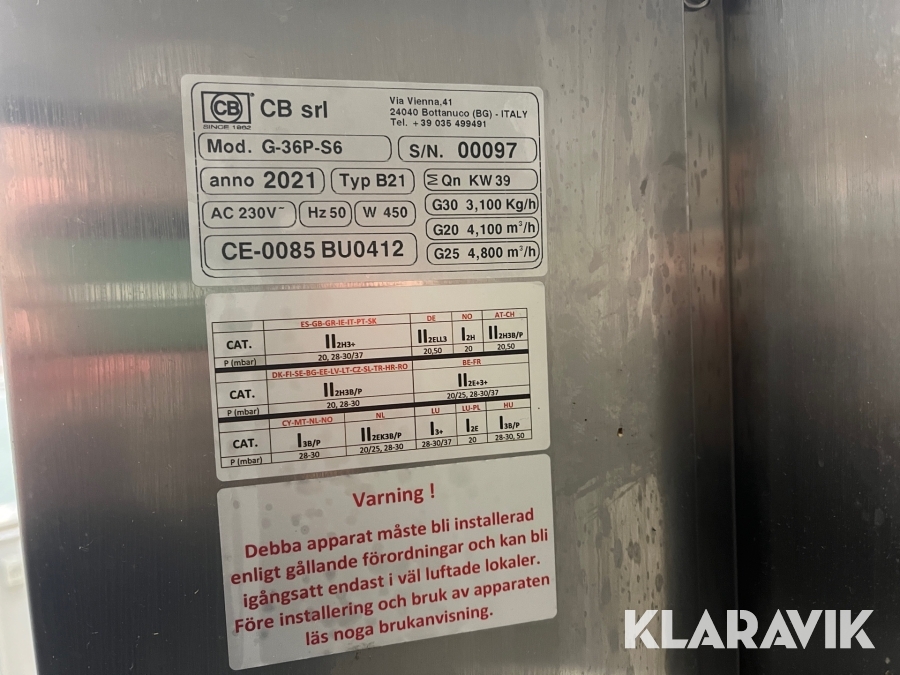 CB
SINCE 1962
CB srl
Via Vienna,41
24040 Bottanuco (BG) - ITALY
Tel. +39 035 499491
Mod. G-36P-S6
S/N. 00097
anno 2021
Typ B21
ΣQn KW 39
AC 230V~
Hz 50
W 450
G30 3,100 Kg/h
G20 4,100 m³/h
CE-0085 BU0412
G25 4,800 m³/h
ES-GB-GR-IE-IT-PT-SK DE NO AT-CH
CAT. II2H3+ II2ELL3 I2H II2H3B/P
P (mbar) 20, 28-30/37 20,50 20 20,50
DK-FI-SE-BG-EE-LV-LT-CZ-SL-TR-HR-RO BE-FR
CAT. II2H3B/P II2E+3+
P (mbar) 20, 28-30 20/25, 28-30/37
CY-MT-NL-NO NL LU LU-PL HU
CAT. I3B/P II2EK3B/P I3+ I2E I3B/P
P (mbar) 28-30 20/25, 28-30 28-30/37 20 28-30, 50
Varning !
Debba apparat måste bli installerad
enligt gållande förordningar och kan bli
igångsatt endast i väl luftade lokaler.
Före installering och bruk av apparaten
läs noga brukanvisning.
KLARAVIK